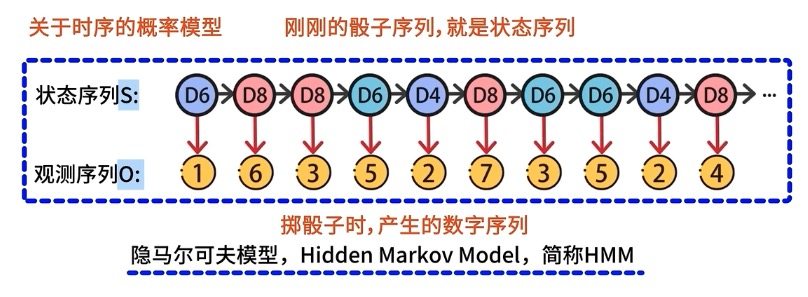 关于时序的概率模型 刚刚的骰子序列，就是状态序列
状态序列S: D6 D8 D8 D6 D4 D8 D6 D6 D4 D8 ...
观测序列O: 1 6 3 5 2 7 3 5 2 4
掷骰子时，产生的数字序列
隐马尔可夫模型，Hidden Markov Model，简称HMM